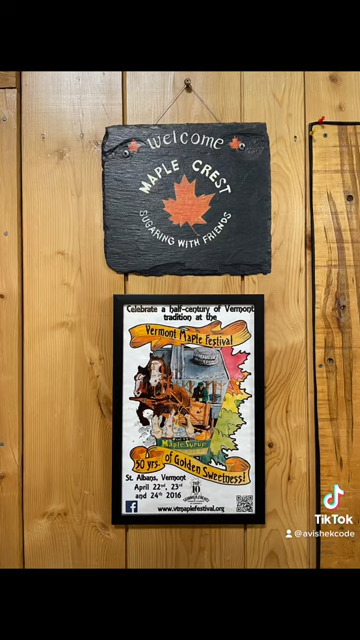 Welcome
MAPLE CREST
SUGARING WITH FRIENDS
Celebrate a half-century of Vermont
tradition at the
Vermont Maple Festival
Maple Syrup
50 yrs. of Golden Sweetness!
St. Albans, Vermont
April 22nd, 23rd
and 24th 2016
TOP
10
www.vtmaplefestival.org
TikTok
@avishekcode